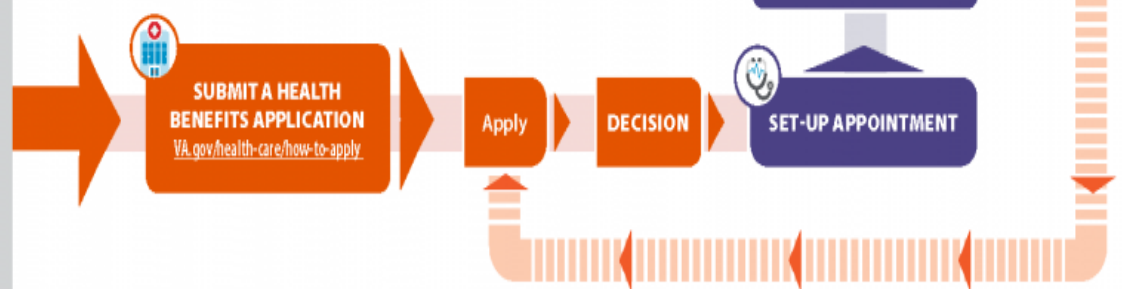 SUBMIT A HEALTH
BENEFITS APPLICATION
VA.gov/health-care/how-to-apply
Apply
DECISION
SET-UP APPOINTMENT